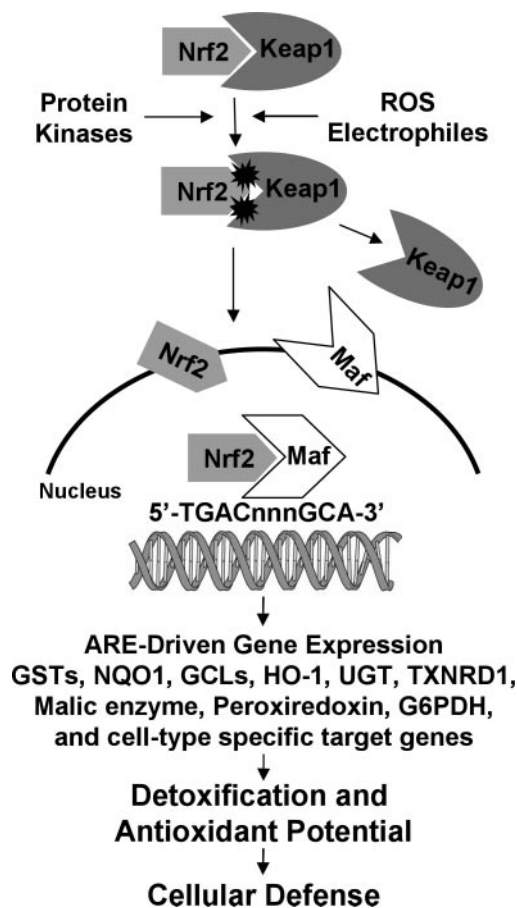 Nrf2 Keap1
Protein
Kinases
ROS
Electrophiles
Nrf2 Keap1
Keap1
Nrf2
Maf
Nrf2 Maf
Nucleus
5’-TGACnnnGCA-3’
ARE-Driven Gene Expression
GSTs, NQO1, GCLs, HO-1, UGT, TXNRD1,
Malic enzyme, Peroxiredoxin, G6PDH,
and cell-type specific target genes
Detoxification and
Antioxidant Potential
Cellular Defense